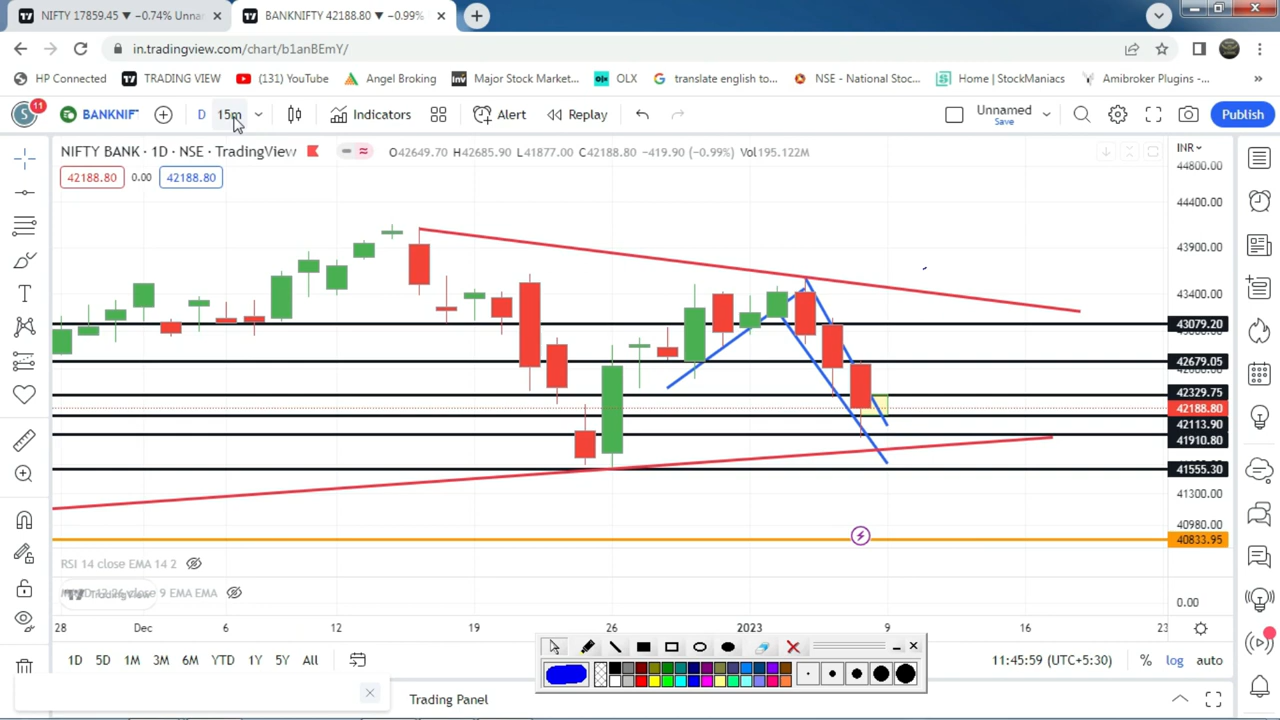 NIFTY 17859.45 ▼ −0.74% Unna
BANKNIFTY 42188.80 ▼ −0.99%
in.tradingview.com/chart/b1anBEmY/
HP Connected
TRADING VIEW
(131) YouTube
Angel Broking
Major Stock Market...
OLX
translate english to...
NSE - National Stoc...
Home | StockManiacs
Amibroker Plugins -...
»
S 11
BANKNIF
D
15m
Indicators
Alert
Replay
Unnamed
Save
Publish
NIFTY BANK · 1D · NSE · TradingView
O42649.70 H42685.90 L41877.00 C42188.80 −419.90 (−0.99%) Vol195.122M
INR
42188.80
0.00
42188.80
44800.00
44400.00
43900.00
43400.00
43079.20
42679.05
42329.75
42188.80
42113.90
41910.80
41555.30
41300.00
40980.00
40833.95
RSI 14 close EMA 14 2
TradingView
close 9 EMA EMA
0.00
28
Dec
6
12
19
26
2023
9
16
23
1D
5D
1M
3M
6M
YTD
1Y
5Y
All
11:45:59 (UTC+5:30)
%
log
auto
Trading Panel